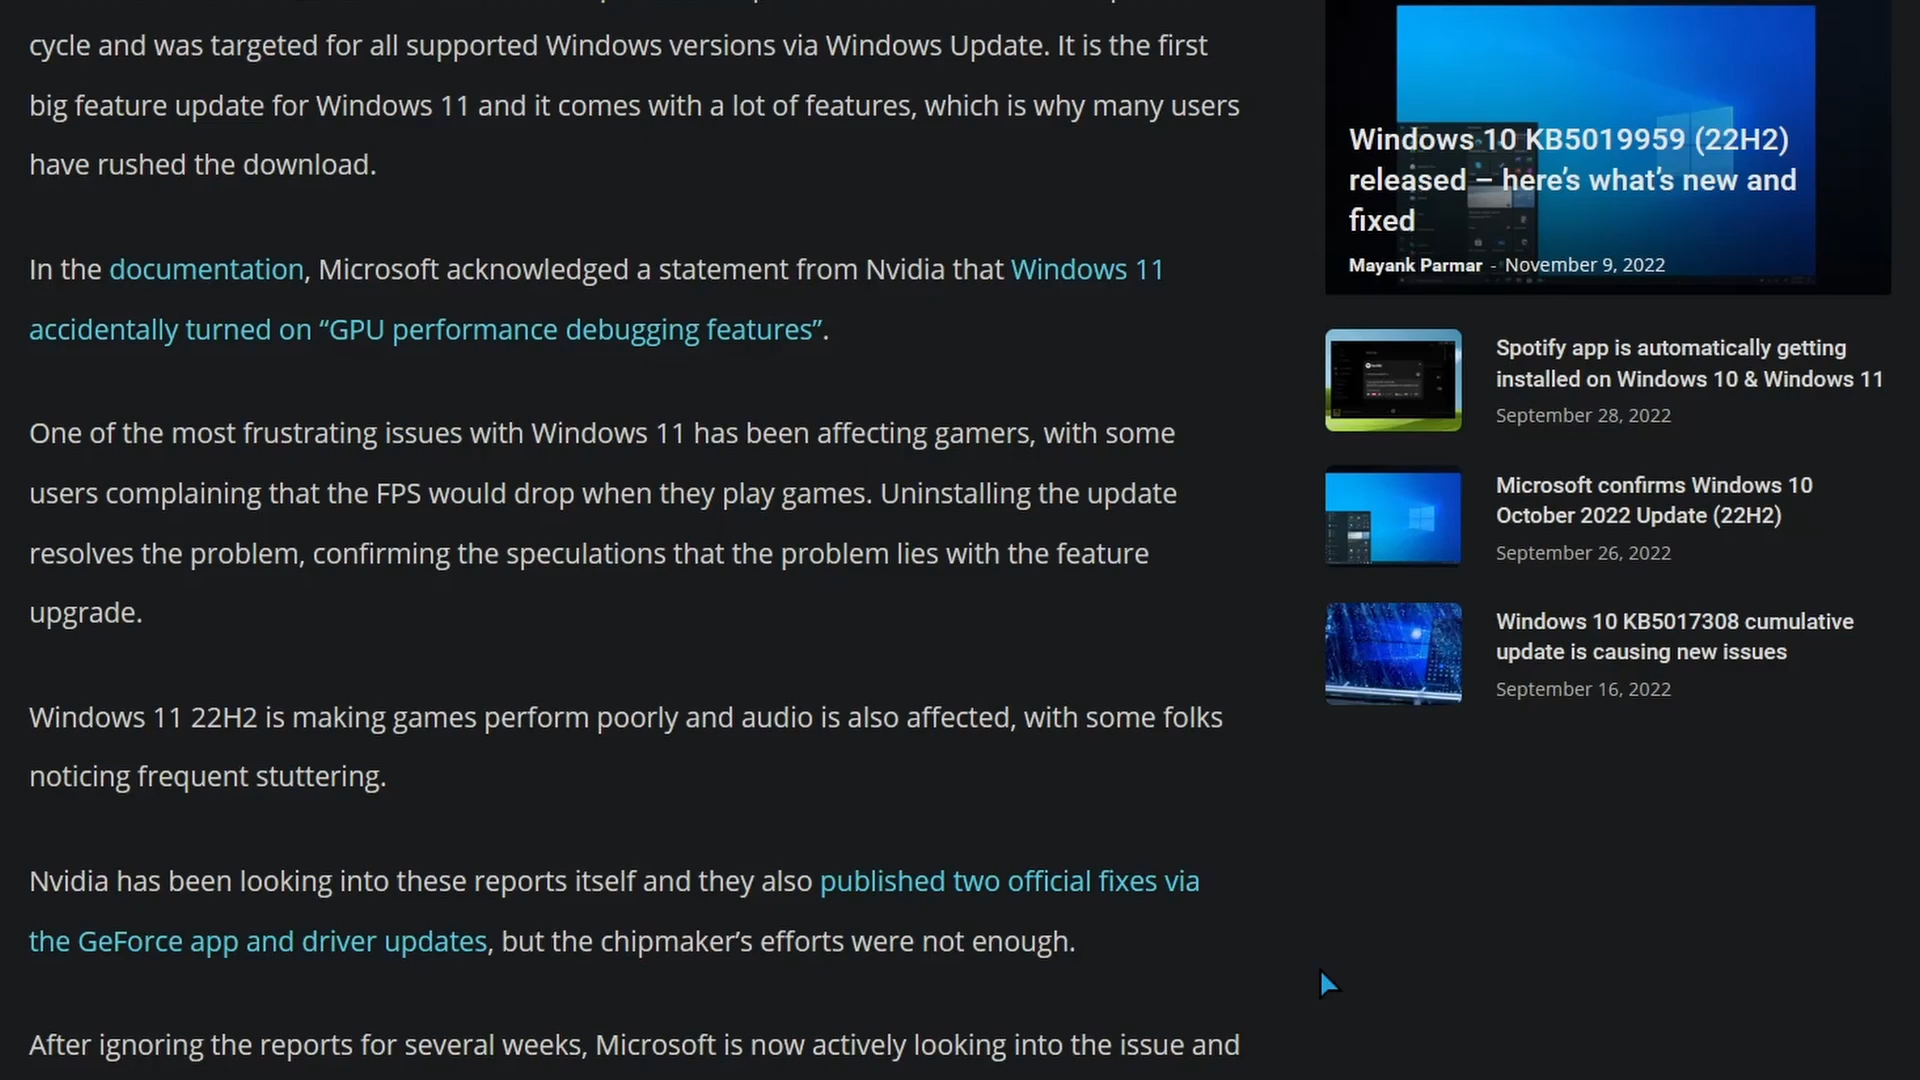 cycle and was targeted for all supported Windows versions via Windows Update. It is the first
big feature update for Windows 11 and it comes with a lot of features, which is why many users
have rushed the download.
In the documentation, Microsoft acknowledged a statement from Nvidia that Windows 11
accidentally turned on “GPU performance debugging features”.
One of the most frustrating issues with Windows 11 has been affecting gamers, with some
users complaining that the FPS would drop when they play games. Uninstalling the update
resolves the problem, confirming the speculations that the problem lies with the feature
upgrade.
Windows 11 22H2 is making games perform poorly and audio is also affected, with some folks
noticing frequent stuttering.
Nvidia has been looking into these reports itself and they also published two official fixes via
the GeForce app and driver updates, but the chipmaker’s efforts were not enough.
After ignoring the reports for several weeks, Microsoft is now actively looking into the issue and
Windows 10 KB5019959 (22H2)
released – here’s what’s new and
fixed
Mayank Parmar - November 9, 2022
Spotify app is automatically getting
installed on Windows 10 & Windows 11
September 28, 2022
Microsoft confirms Windows 10
October 2022 Update (22H2)
September 26, 2022
Windows 10 KB5017308 cumulative
update is causing new issues
September 16, 2022